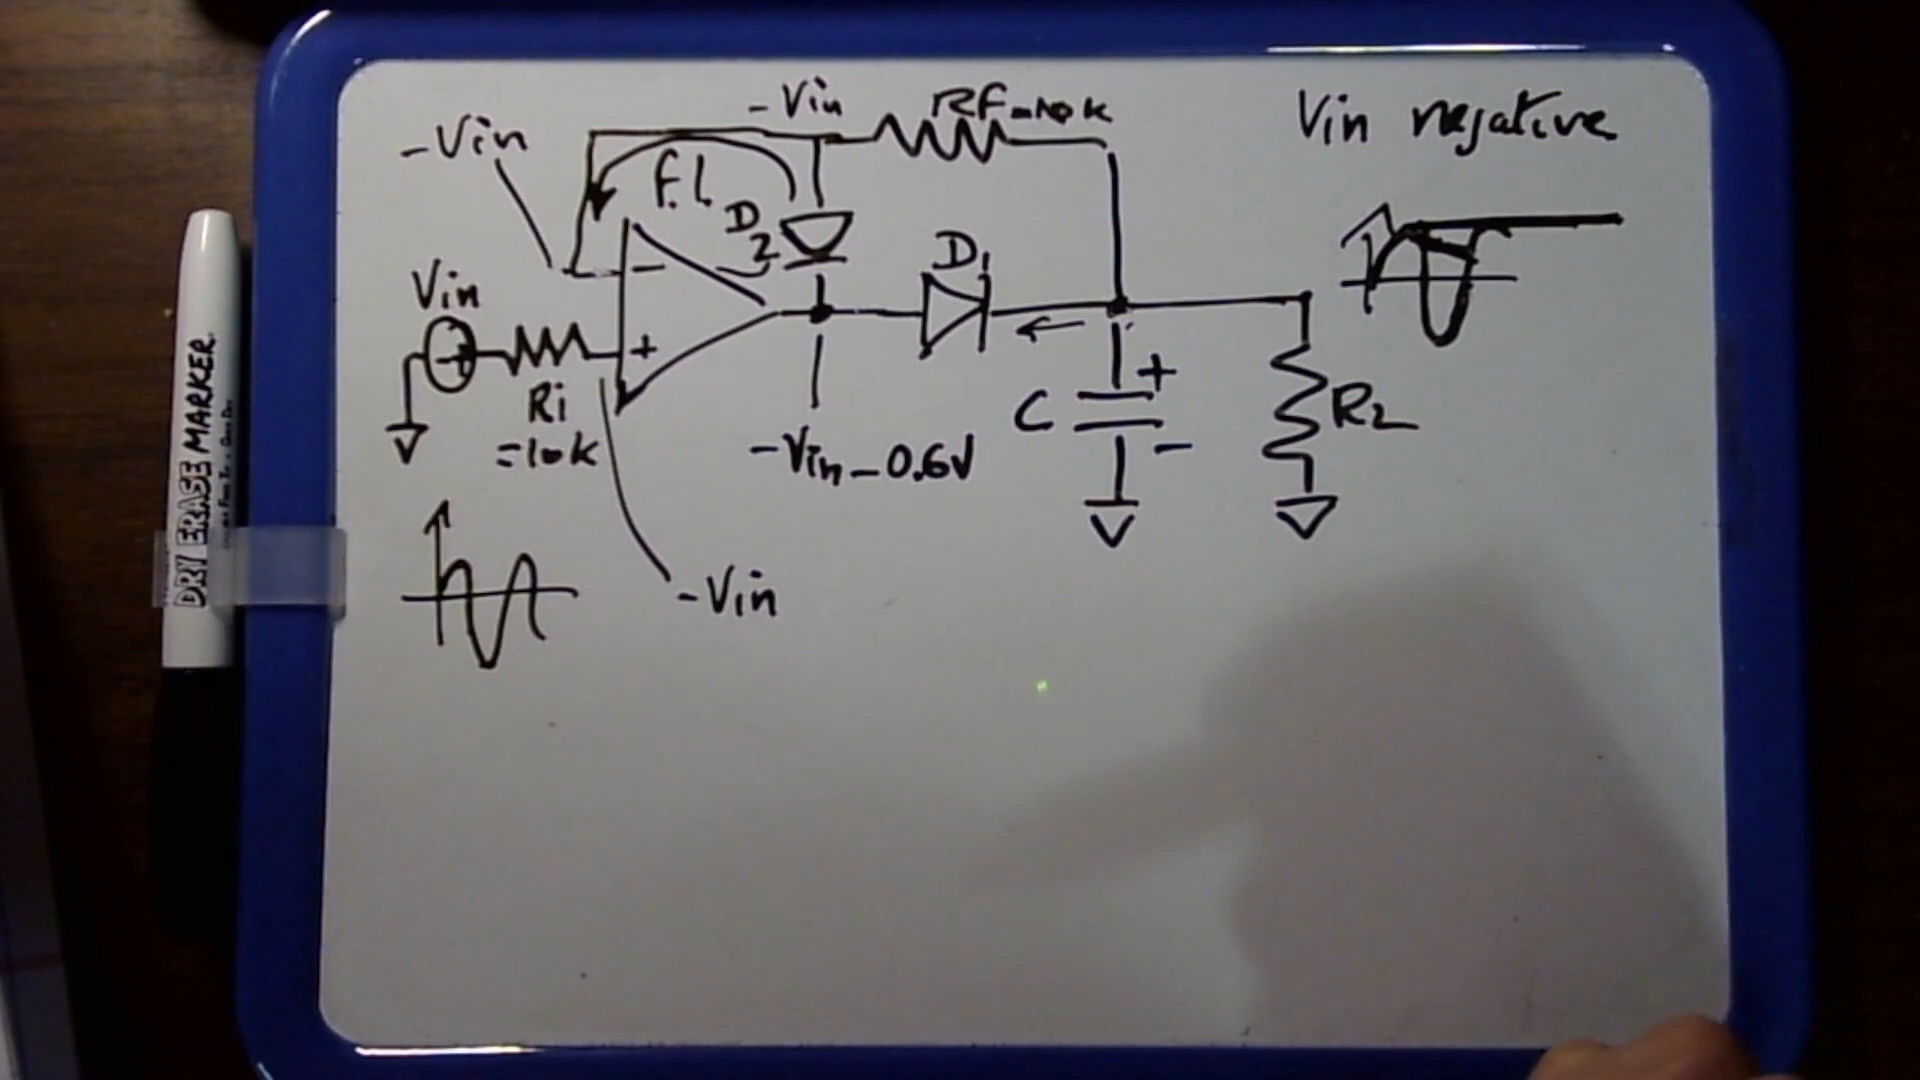 -Vin
RF=10k
Vin negative
-Vin
f.l.
D2
D1
Vin
-
+
+
C
-
R2
Ri
=10k
-Vin-0.6V
-Vin
DRY ERASE MARKER